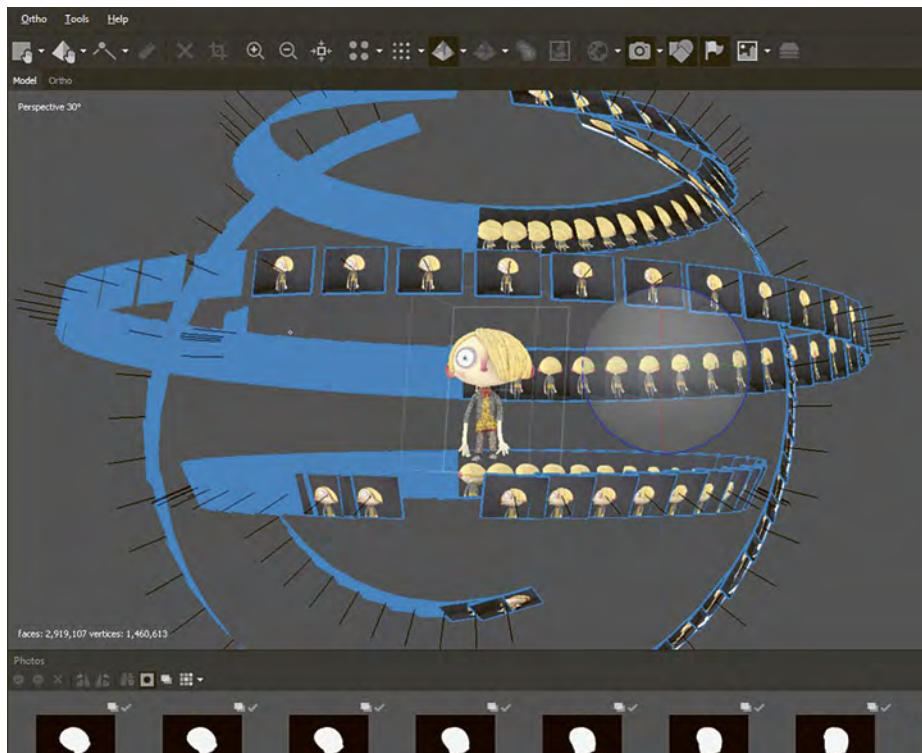 Ortho Tools Help
Model Ortho
Perspective 30°
faces: 2,919,107 vertices: 1,460,613
Photos